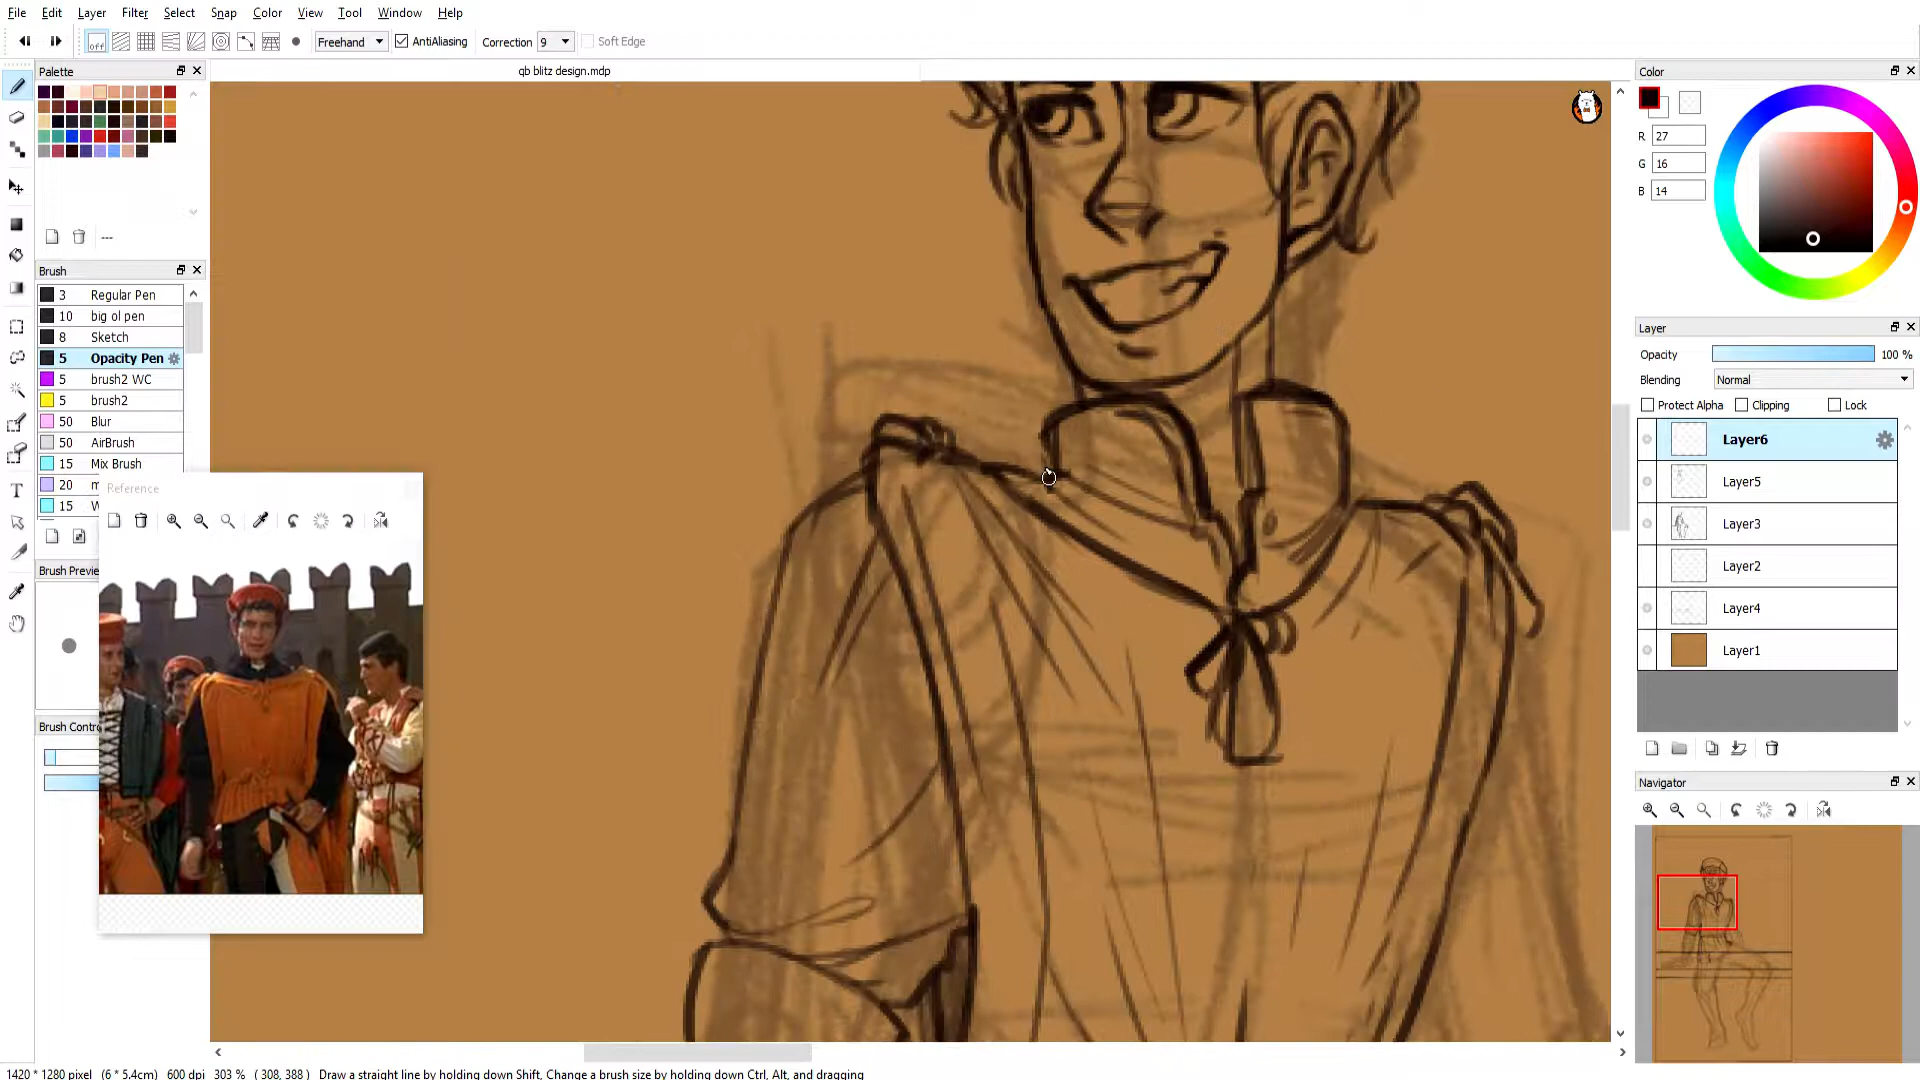 File Edit Layer Filter Select Snap Color View Tool Window Help
off Freehand AntiAliasing Correction 9 Soft Edge
Palette
qb blitz design.mdp
Color
R 27
G 16
B 14
---
Brush
3 Regular Pen
10 big ol pen
8 Sketch
5 Opacity Pen
5 brush2 WC
5 brush2
50 Blur
50 AirBrush
15 Mix Brush
20
15
Reference
Brush Previe
Brush Contro
Layer
Opacity 100 %
Blending Normal
Protect Alpha Clipping Lock
Layer6
Layer5
Layer3
Layer2
Layer4
Layer1
Navigator
1420 * 1280 pixel (6 * 5.4cm) 600 dpi 303 % ( 308, 388 ) Draw a straight line by holding down Shift, Change a brush size by holding down Ctrl, Alt, and dragging